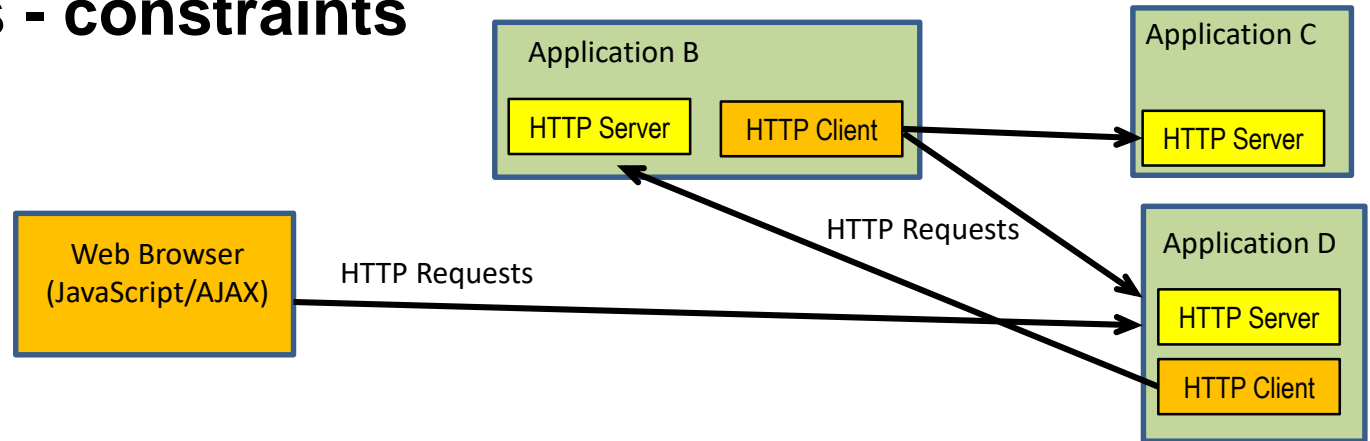 s - constraints
Application B
HTTP Server
HTTP Client
Application C
HTTP Server
HTTP Requests
Web Browser
(JavaScript/AJAX)
HTTP Requests
Application D
HTTP Server
HTTP Client